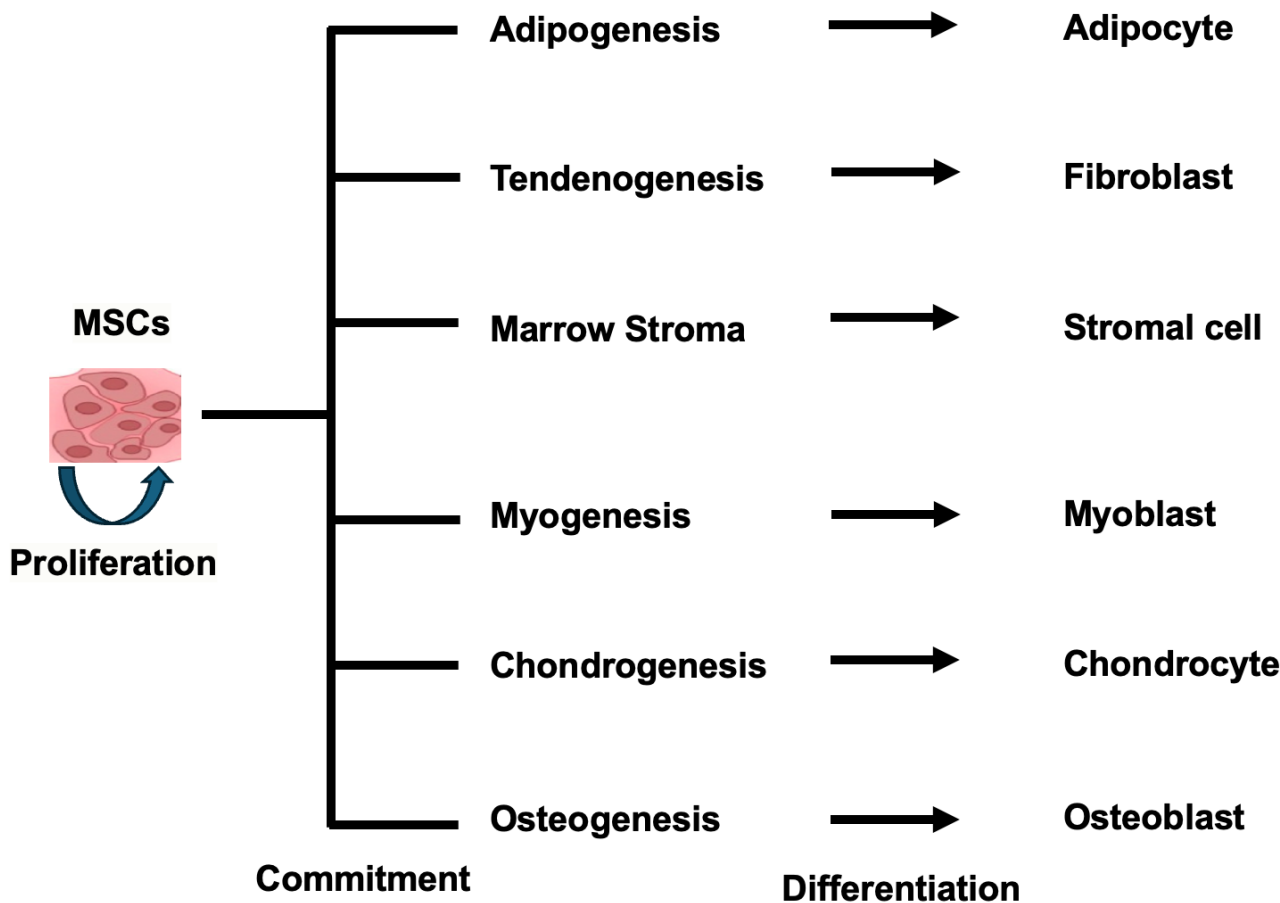 Adipogenesis Adipocyte
Tendenogenesis Fibroblast
MSCs
Marrow Stroma Stromal cell
Myogenesis Myoblast
Proliferation
Chondrogenesis Chondrocyte
Osteogenesis Osteoblast
Commitment
Differentiation